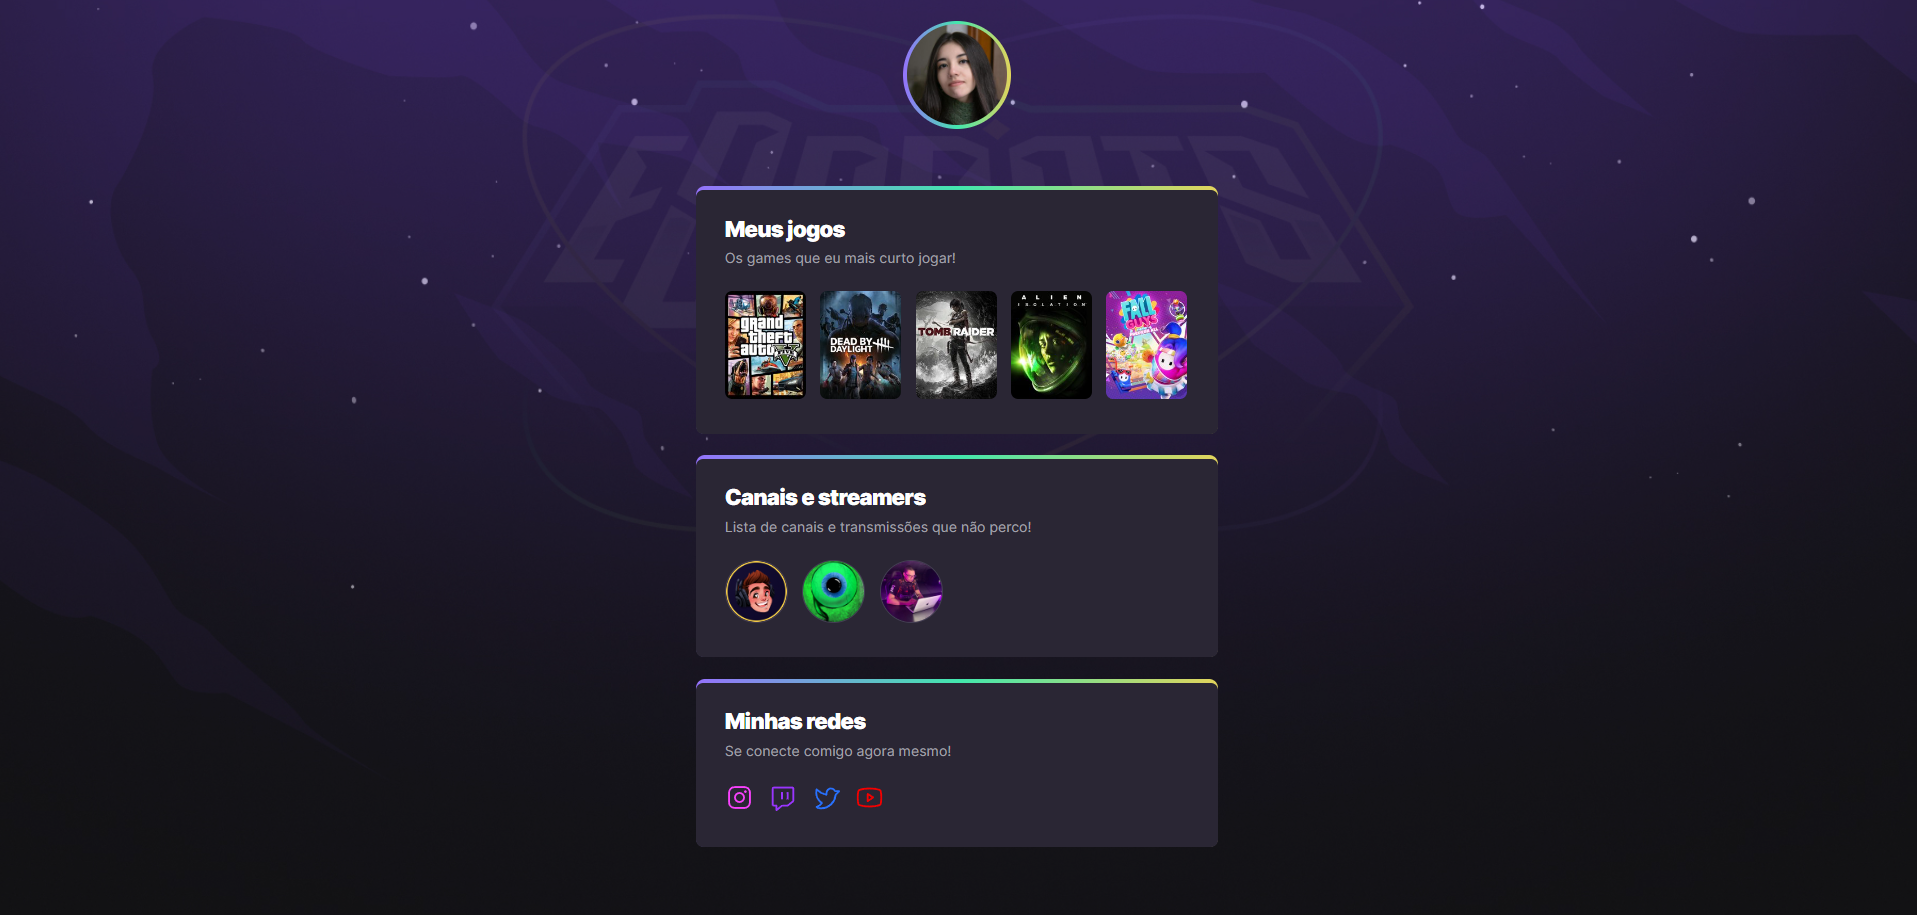 ESPORTS
Meus jogos
Os games que eu mais curto jogar!
grand
theft
auto
V
DEAD BY
DAYLIGHT
TOMB RAIDER
ALIEN
ISOLATION
FALL
GUYS
Canais e streamers
Lista de canais e transmissões que não perco!
Minhas redes
Se conecte comigo agora mesmo!